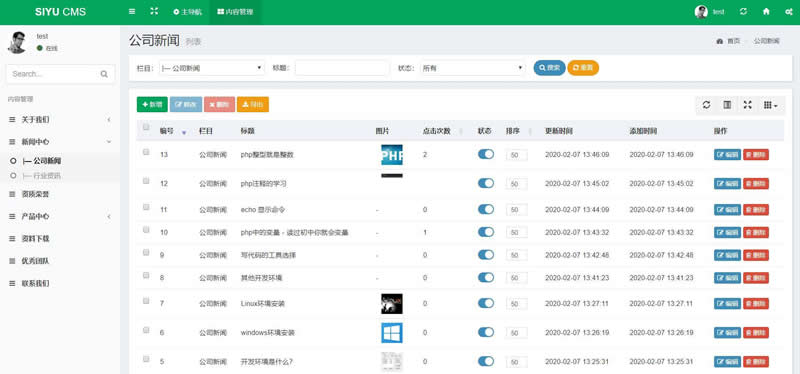 SIYU CMS 主导航 内容管理 test
test
在线
Search...
内容管理
关于我们
新闻中心
|— 公司新闻
|— 行业资讯
资质荣誉
产品中心
资料下载
优秀团队
联系我们
公司新闻 列表 首页 公司新闻
栏目: |— 公司新闻 标题: 状态: 所有 搜索 重置
新增 修改 删除 导出
编号 栏目 标题 图片 点击次数 状态 排序 更新时间 添加时间 操作
13 公司新闻 php整型就是整数 PHP 2 50 2020-02-07 13:46:09 2020-02-07 13:46:09 编辑 删除
12 公司新闻 php注释的学习 50 2020-02-07 13:45:02 2020-02-07 13:45:02 编辑 删除
11 公司新闻 echo 显示命令 - 0 50 2020-02-07 13:44:09 2020-02-07 13:44:09 编辑 删除
10 公司新闻 php中的变量 - 读过初中你就会变量 - 1 50 2020-02-07 13:43:32 2020-02-07 13:43:32 编辑 删除
9 公司新闻 写代码的工具选择 - 0 50 2020-02-07 13:42:48 2020-02-07 13:42:48 编辑 删除
8 公司新闻 其他开发环境 - 0 50 2020-02-07 13:41:23 2020-02-07 13:41:23 编辑 删除
7 公司新闻 Linux环境安装 0 50 2020-02-07 13:27:11 2020-02-07 13:27:11 编辑 删除
6 公司新闻 windows环境安装 0 50 2020-02-07 13:26:19 2020-02-07 13:26:19 编辑 删除
5 公司新闻 开发环境是什么? 0 50 2020-02-07 13:25:31 2020-02-07 13:25:31 编辑 删除